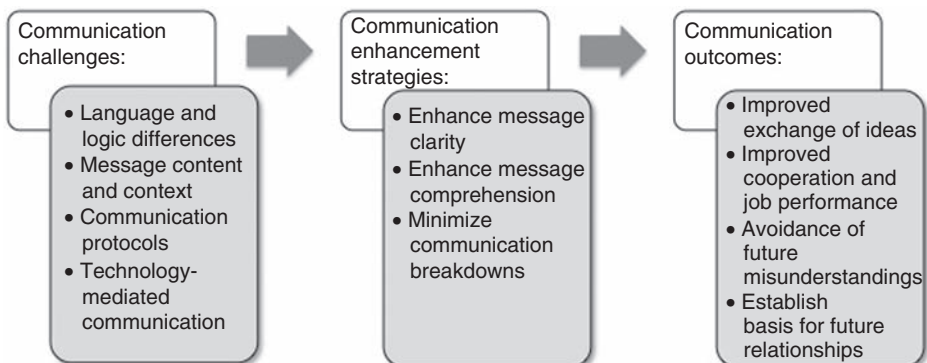 Communication
challenges:
• Language and
logic differences
• Message content
and context
• Communication
protocols
• Technology-
mediated
communication
Communication
enhancement
strategies:
• Enhance message
clarity
• Enhance message
comprehension
• Minimize
communication
breakdowns
Communication
outcomes:
• Improved
exchange of ideas
• Improved
cooperation and
job performance
• Avoidance of
future
misunderstandings
• Establish
basis for future
relationships